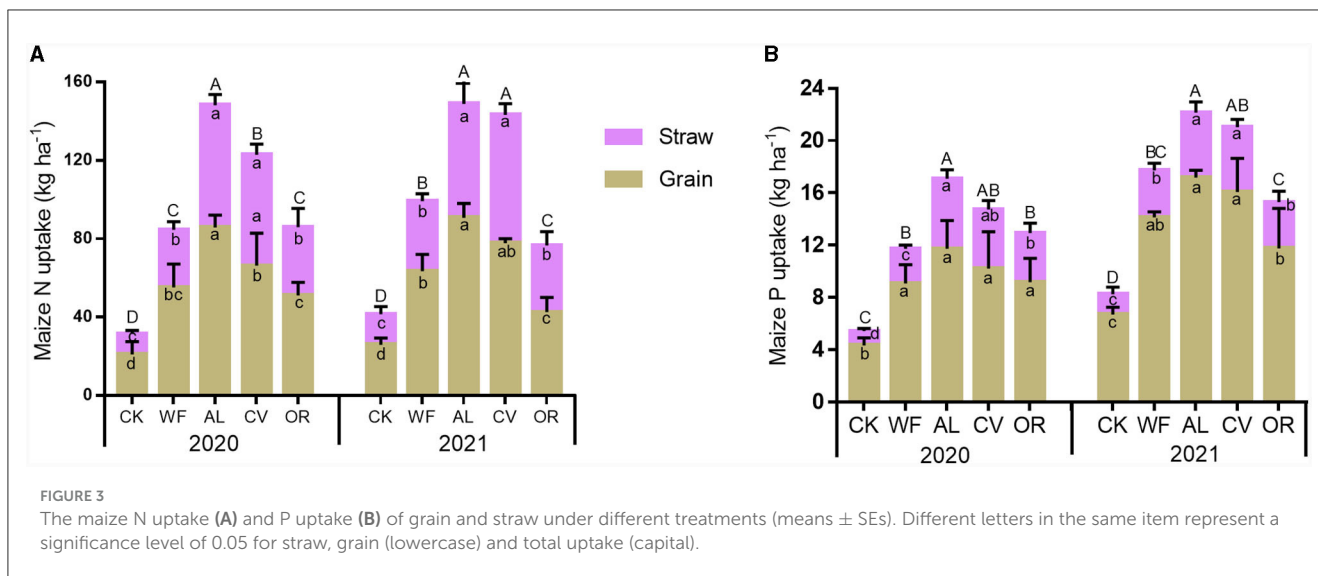 A
Maize N uptake (kg ha-1)
160
120
80
40
0
A
a
a
B
a
a
b
C
b
bc
C
b
c
D
c
d
A
a
a
A
a
ab
B
b
b
C
b
c
D
c
d
CK WF AL CV OR CK WF AL CV OR
2020 2021
Straw
Grain
B
Maize P uptake (kg ha-1)
24
20
16
12
8
4
0
A
a
a
AB
ab
a
B
c
a
B
b
a
C
d
b
A
a
a
AB
a
a
BC
b
ab
C
b
b
D
c
c
CK WF AL CV OR CK WF AL CV OR
2020 2021
FIGURE 3
The maize N uptake (A) and P uptake (B) of grain and straw under different treatments (means ± SEs). Different letters in the same item represent a
significance level of 0.05 for straw, grain (lowercase) and total uptake (capital).